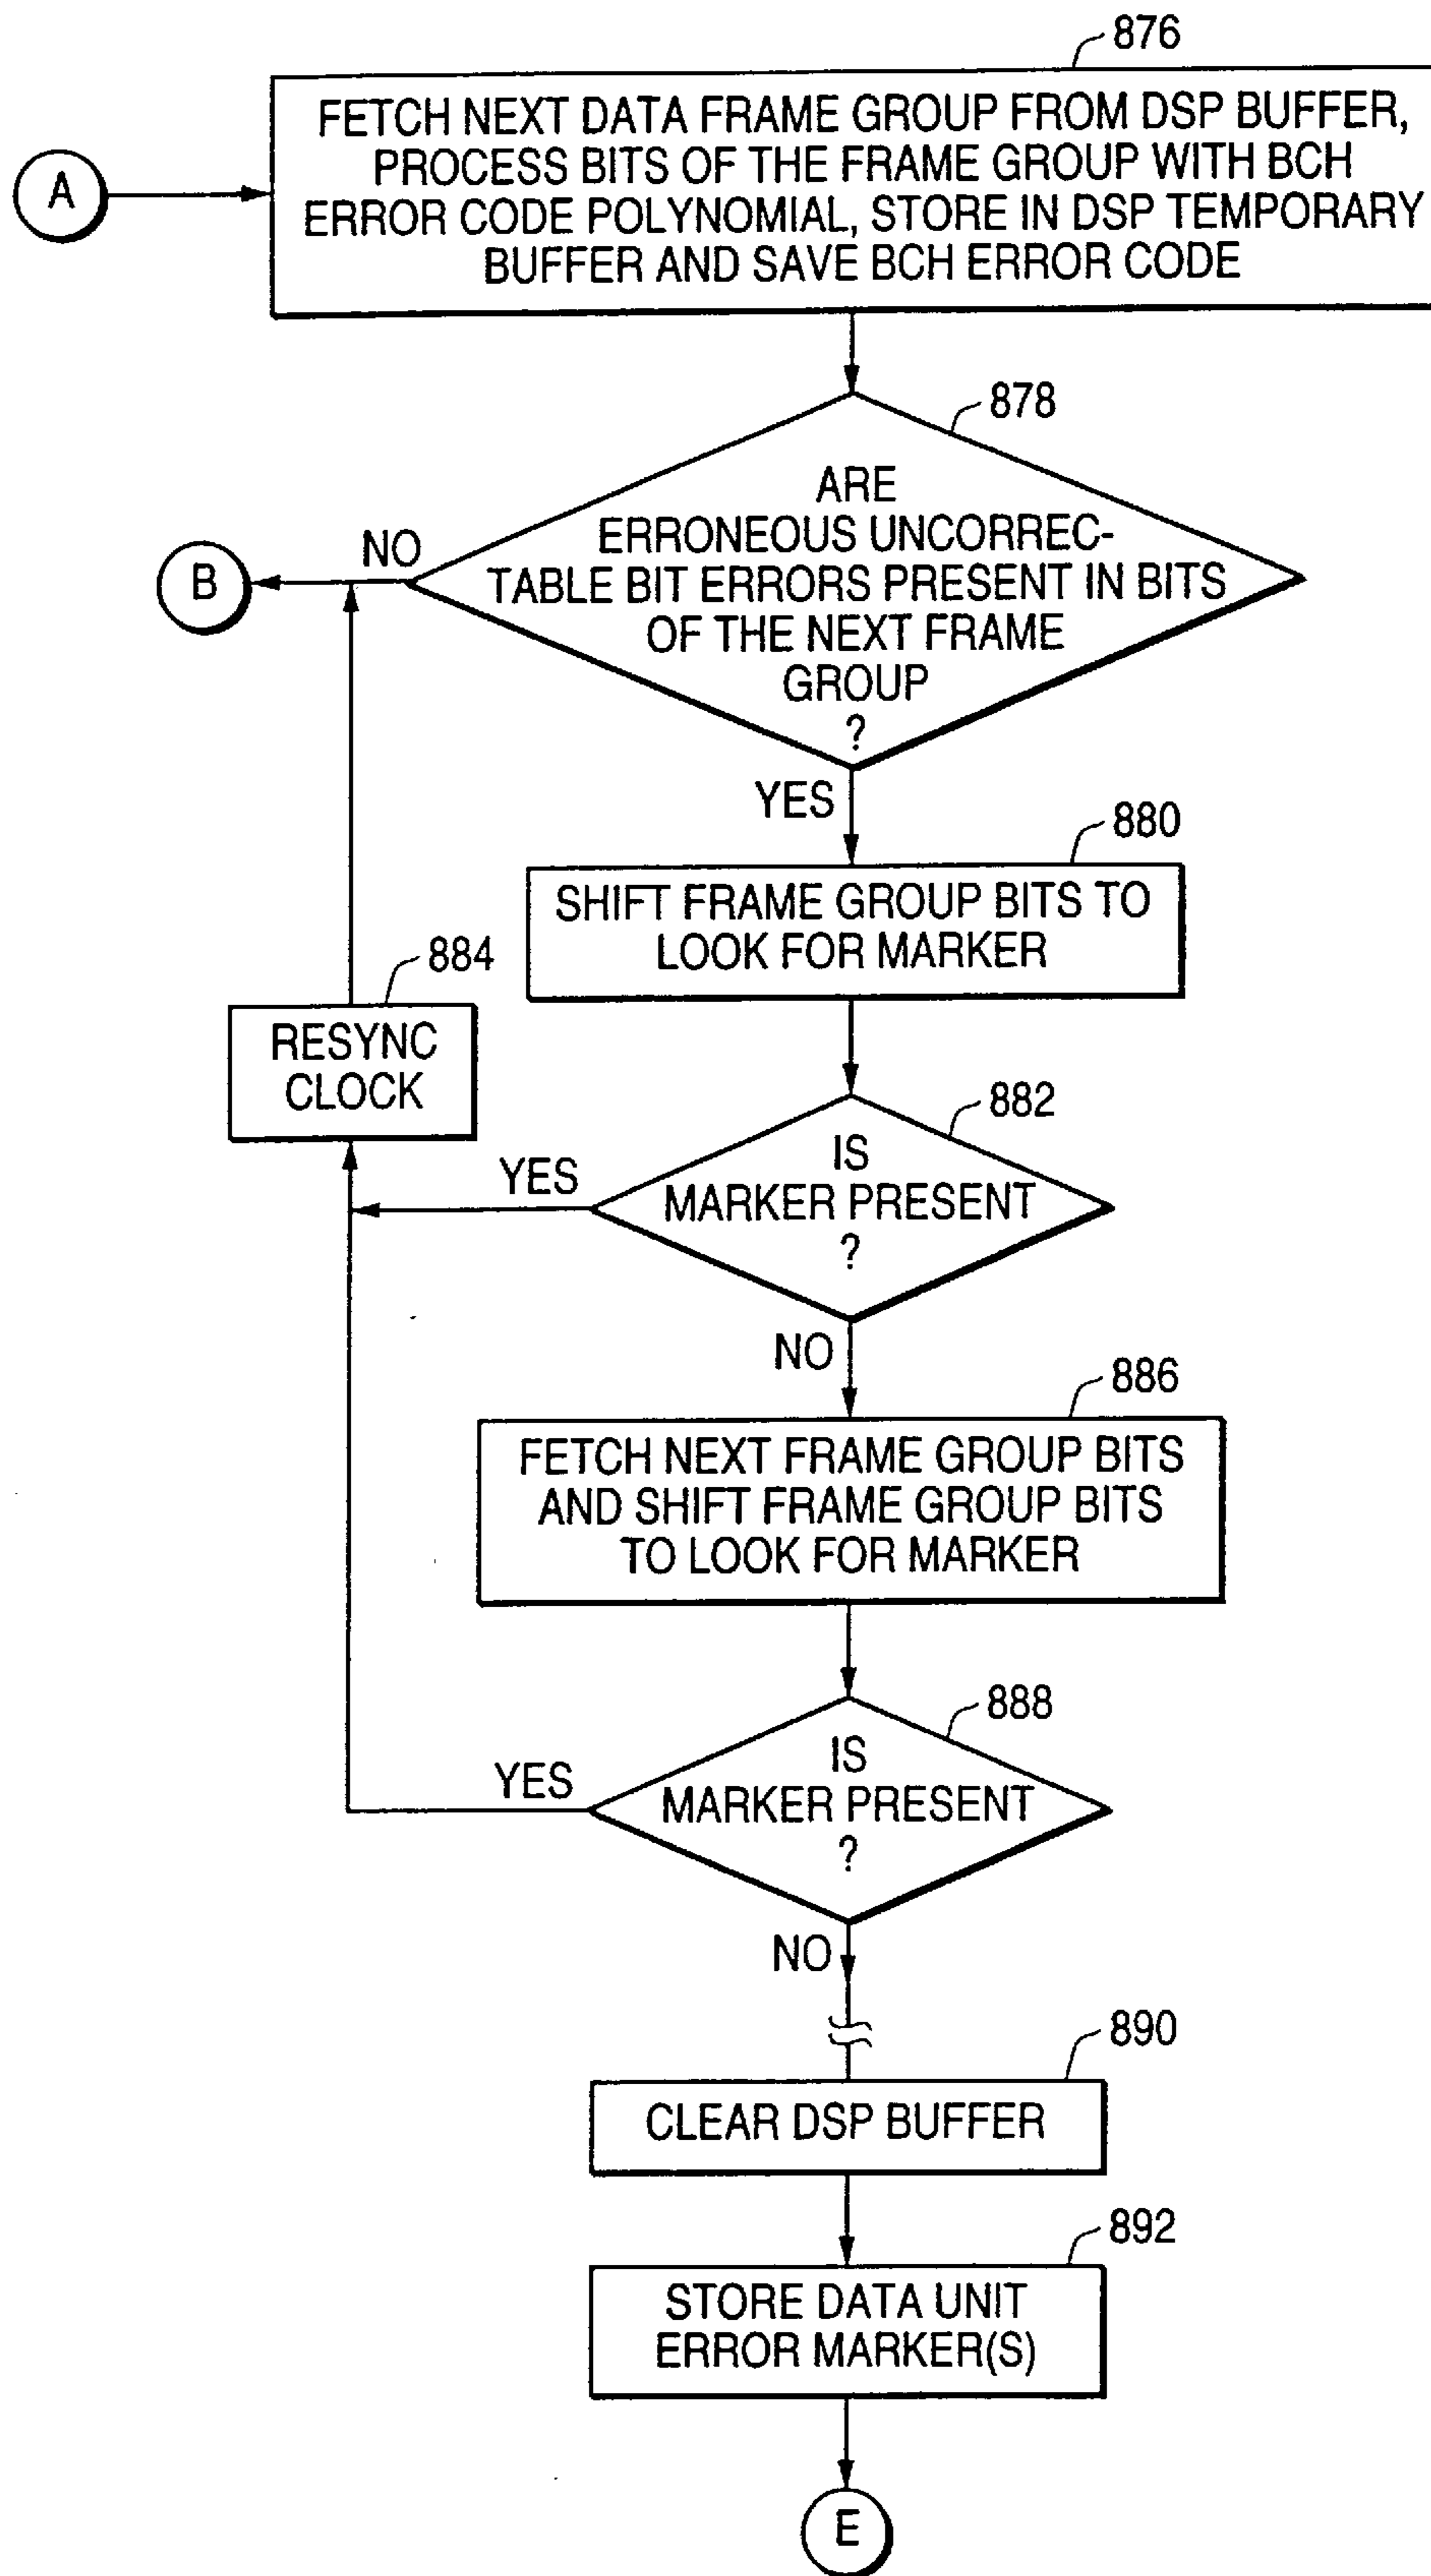 876
FETCH NEXT DATA FRAME GROUP FROM DSP BUFFER,
PROCESS BITS OF THE FRAME GROUP WITH BCH
ERROR CODE POLYNOMIAL, STORE IN DSP TEMPORARY
BUFFER AND SAVE BCH ERROR CODE
A
878
ARE
ERRONEOUS UNCORREC-
TABLE BIT ERRORS PRESENT IN BITS
OF THE NEXT FRAME
GROUP
?
NO
B
YES
880
SHIFT FRAME GROUP BITS TO
LOOK FOR MARKER
884
RESYNC
CLOCK
882
IS
MARKER PRESENT
?
YES
NO
886
FETCH NEXT FRAME GROUP BITS
AND SHIFT FRAME GROUP BITS
TO LOOK FOR MARKER
888
IS
MARKER PRESENT
?
YES
NO
890
CLEAR DSP BUFFER
892
STORE DATA UNIT
ERROR MARKER(S)
E